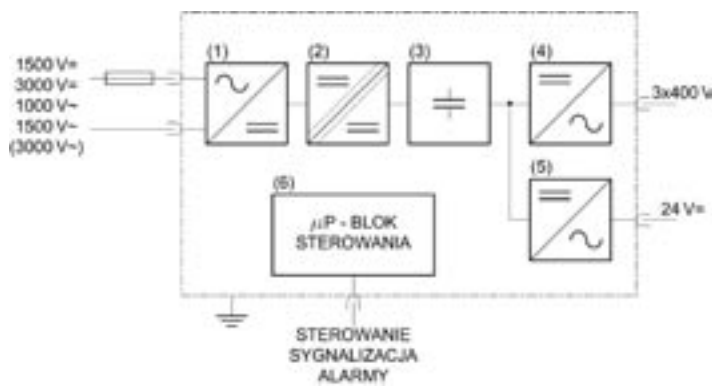 1500 V=
3000 V=
1000 V~
1500 V~
(3000 V~)
(1)
(2)
(3)
(4)
3x400 V
(5)
24 V=
(6)
µP - BLOK
STEROWANIA
STEROWANIE
SYGNALIZACJA
ALARMY